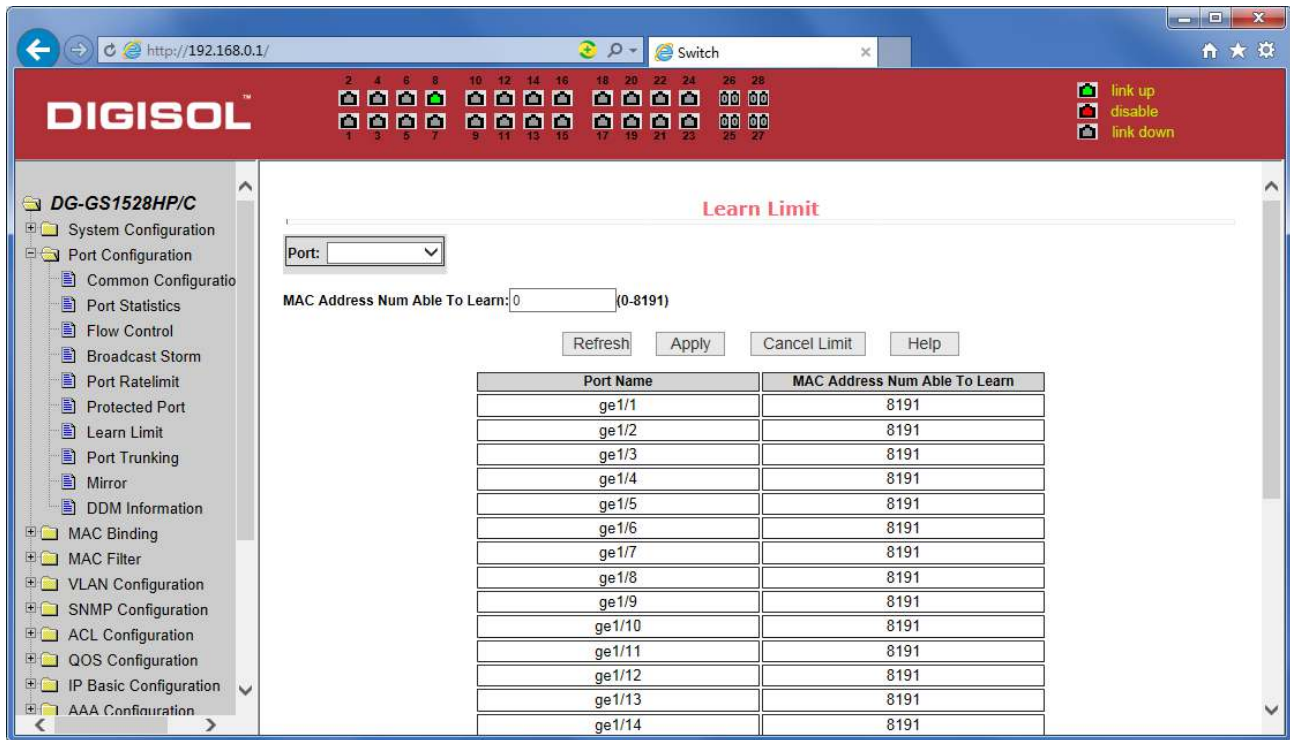 http://192.168.0.1/
Switch
DIGISOL™
2 4 6 8 10 12 14 16 18 20 22 24 26 28
1 3 5 7 9 11 13 15 17 19 21 23 25 27
link up
disable
link down
DG-GS1528HP/C
System Configuration
Port Configuration
Common Configuratio
Port Statistics
Flow Control
Broadcast Storm
Port Ratelimit
Protected Port
Learn Limit
Port Trunking
Mirror
DDM Information
MAC Binding
MAC Filter
VLAN Configuration
SNMP Configuration
ACL Configuration
QOS Configuration
IP Basic Configuration
AAA Configuration
Learn Limit
Port:
MAC Address Num Able To Learn: 0 (0-8191)
Refresh Apply Cancel Limit Help
Port Name MAC Address Num Able To Learn
ge1/1 8191
ge1/2 8191
ge1/3 8191
ge1/4 8191
ge1/5 8191
ge1/6 8191
ge1/7 8191
ge1/8 8191
ge1/9 8191
ge1/10 8191
ge1/11 8191
ge1/12 8191
ge1/13 8191
ge1/14 8191